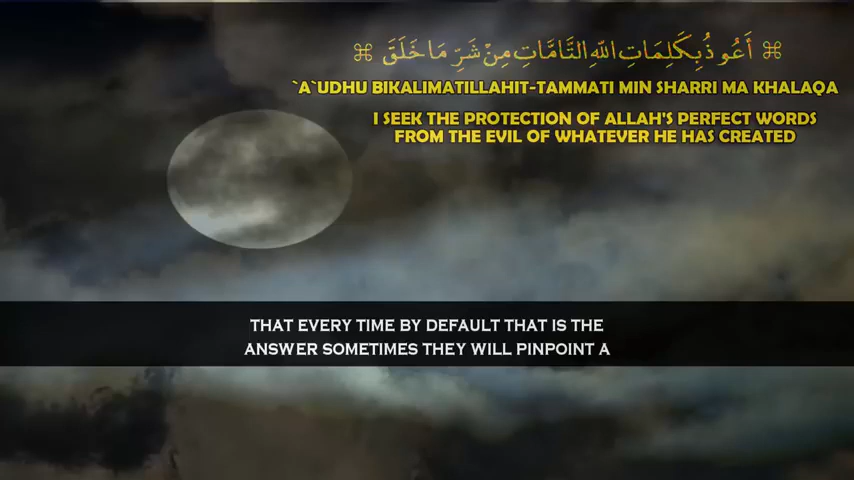 ⌘ أَعُوذُ بِكَلِمَاتِ اللّٰهِ التَّامَّاتِ مِنْ شَرِّ مَا خَلَقَ ⌘
`A`UDHU BIKALIMATILLAHIT-TAMMATI MIN SHARRI MA KHALAQA
I SEEK THE PROTECTION OF ALLAH'S PERFECT WORDS
FROM THE EVIL OF WHATEVER HE HAS CREATED
THAT EVERY TIME BY DEFAULT THAT IS THE
ANSWER SOMETIMES THEY WILL PINPOINT A